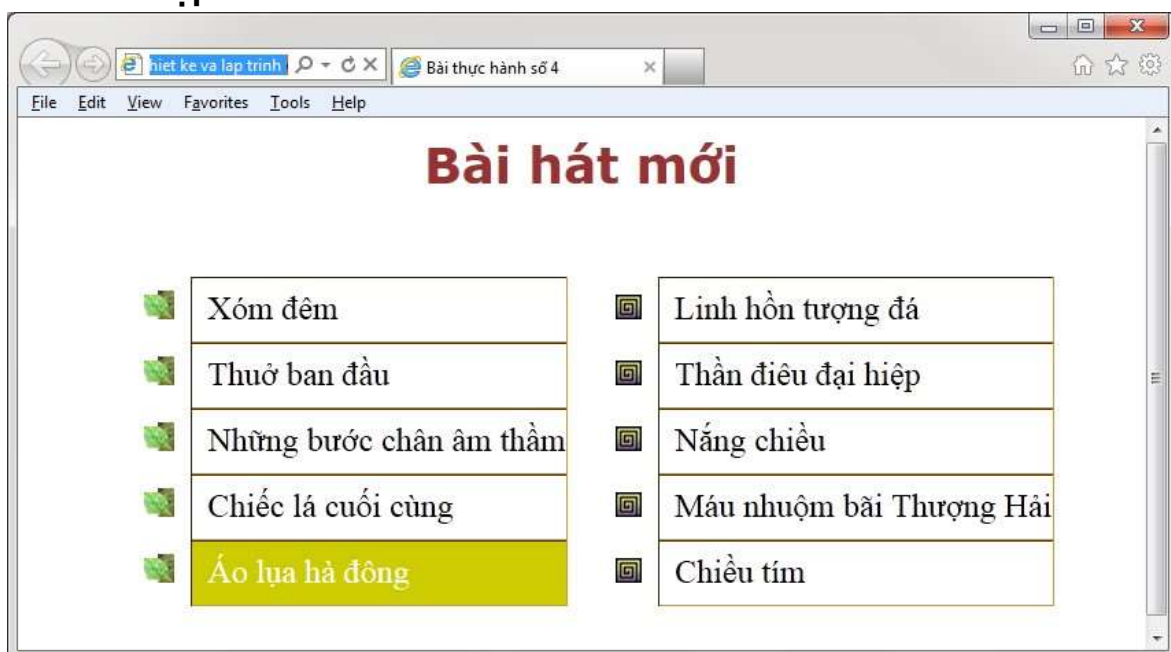 hiet ke va lap trinh
Bài thực hành số 4
File Edit View Favorites Tools Help
Bài hát mới
Xóm đêm
Thuở ban đầu
Những bước chân âm thầm
Chiếc lá cuối cùng
Áo lụa hà đông
Linh hồn tượng đá
Thần điêu đại hiệp
Nắng chiều
Máu nhuộm bãi Thượng Hải
Chiều tím